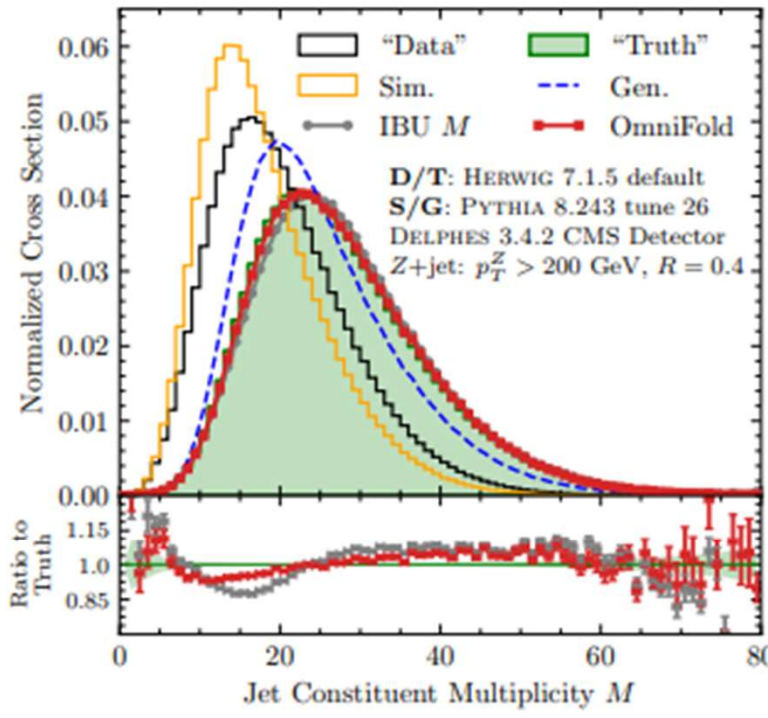 Normalized Cross Section
0.06
0.05
0.04
0.03
0.02
0.01
0.00
“Data”
“Truth”
Sim.
Gen.
IBU M
OmniFold
D/T: HERWIG 7.1.5 default
S/G: PYTHIA 8.243 tune 26
DELPHES 3.4.2 CMS Detector
Z+jet: p_T^Z > 200 GeV, R = 0.4
Ratio to
Truth
1.15
1.0
0.85
0 20 40 60 80
Jet Constituent Multiplicity M